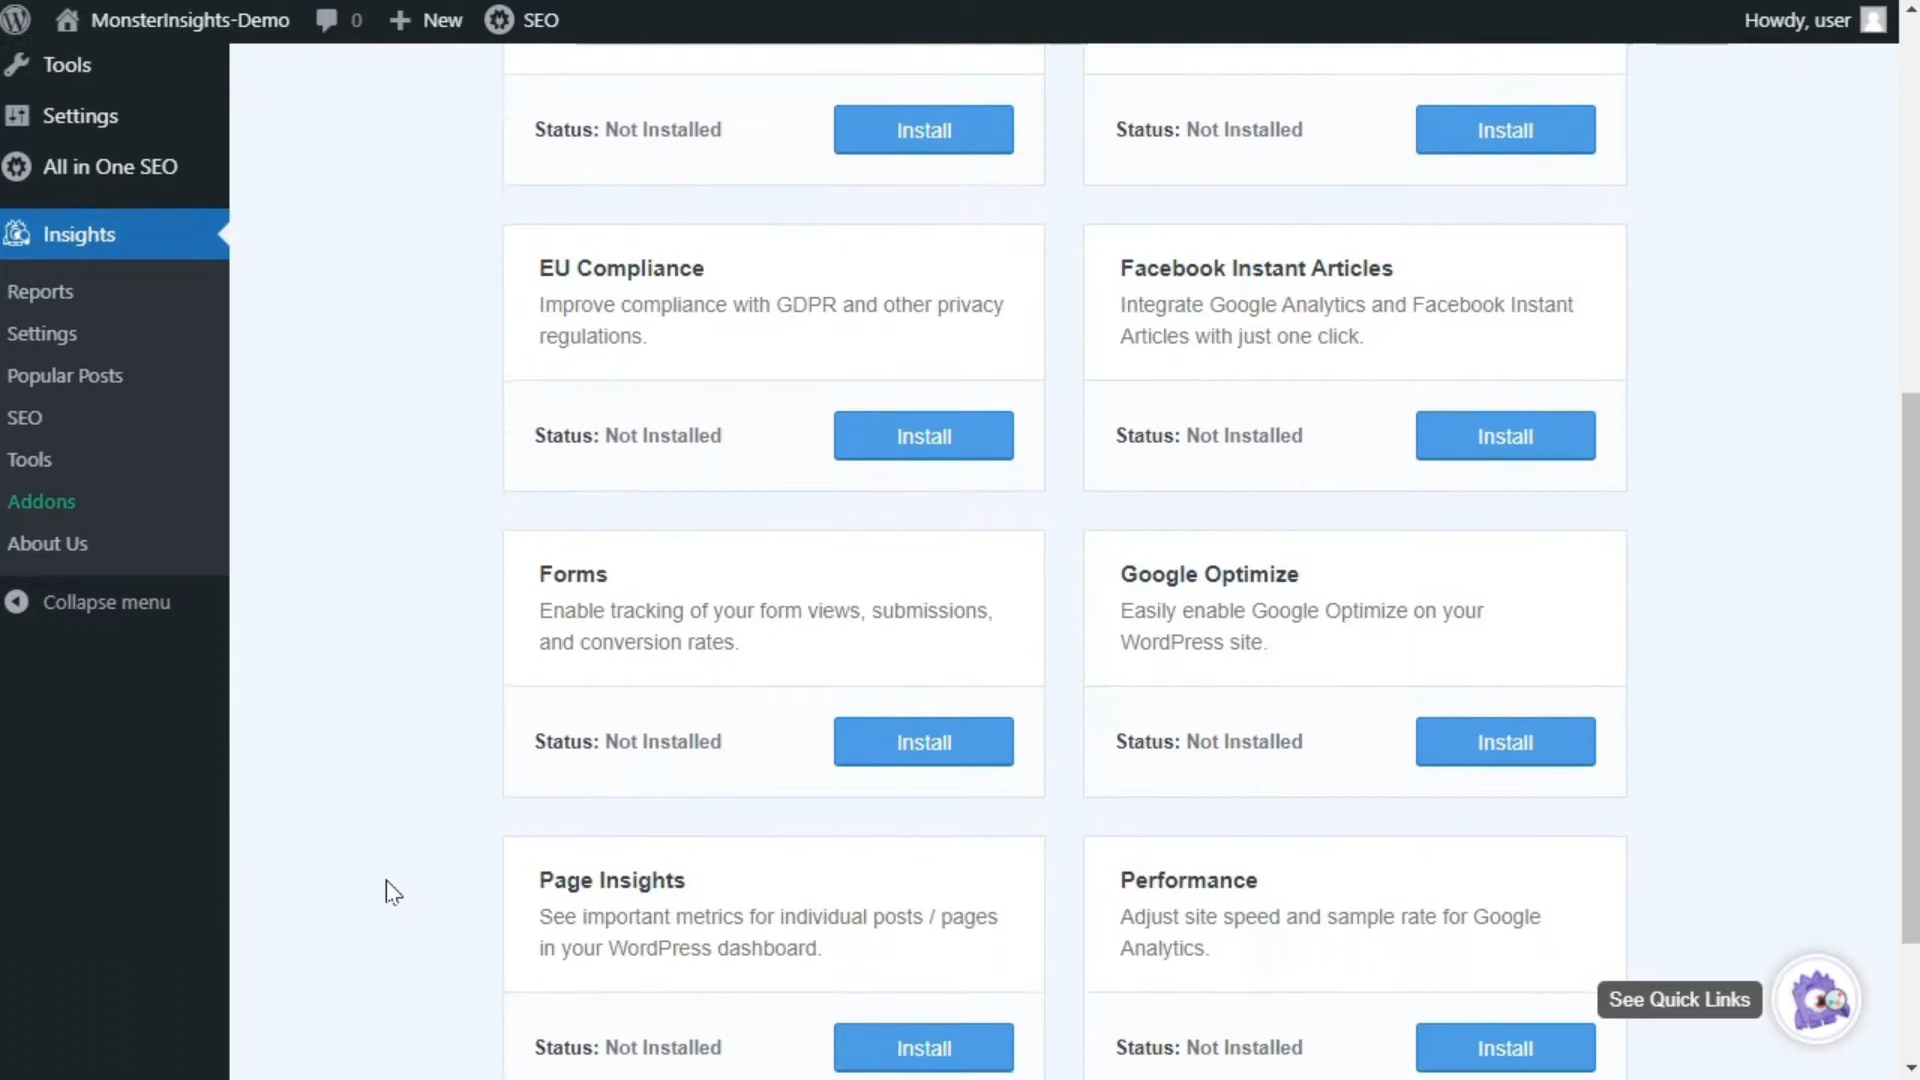 MonsterInsights-Demo 0 New SEO Howdy, user
Tools
Settings
All in One SEO
Insights
Reports
Settings
Popular Posts
SEO
Tools
Addons
About Us
Collapse menu
Status: Not Installed Install
Status: Not Installed Install
EU Compliance
Improve compliance with GDPR and other privacy
regulations.
Status: Not Installed Install
Facebook Instant Articles
Integrate Google Analytics and Facebook Instant
Articles with just one click.
Status: Not Installed Install
Forms
Enable tracking of your form views, submissions,
and conversion rates.
Status: Not Installed Install
Google Optimize
Easily enable Google Optimize on your
WordPress site.
Status: Not Installed Install
Page Insights
See important metrics for individual posts / pages
in your WordPress dashboard.
Status: Not Installed Install
Performance
Adjust site speed and sample rate for Google
Analytics.
Status: Not Installed Install
See Quick Links